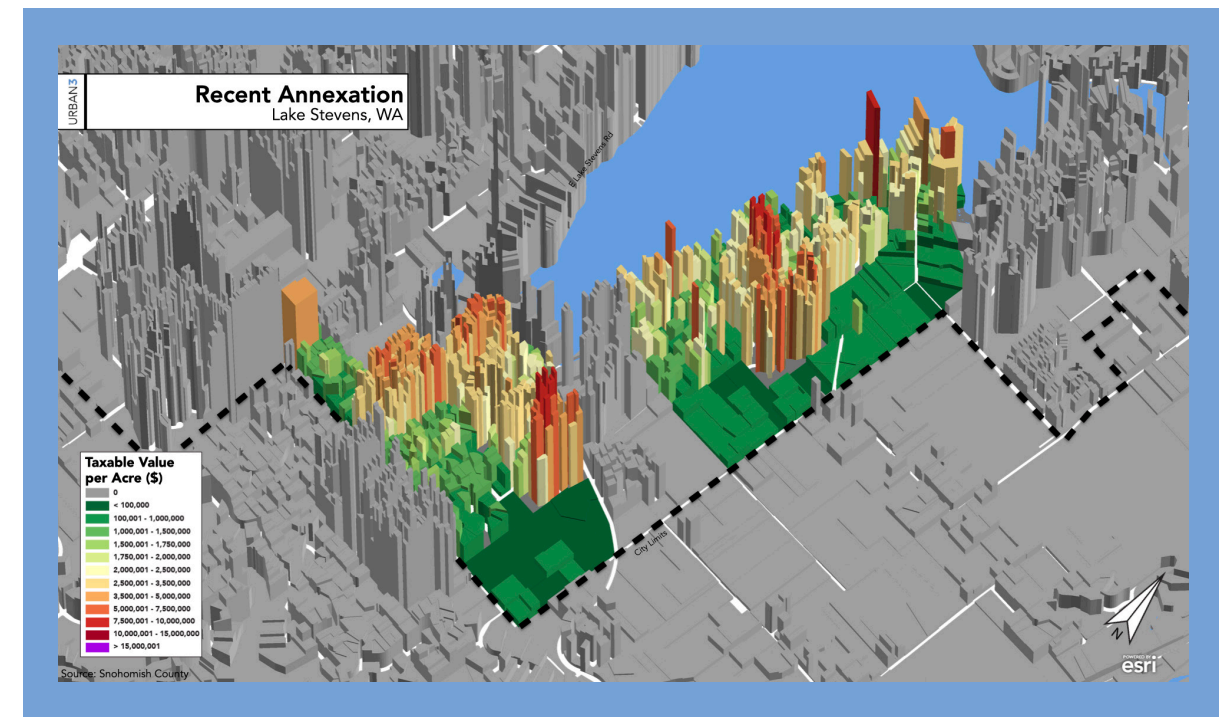 URBAN3
Recent Annexation
Lake Stevens, WA
E Lake Stevens Rd
Taxable Value
per Acre ($)
0
< 100,000
100,001 - 1,000,000
1,000,001 - 1,500,000
1,500,001 - 1,750,000
1,750,001 - 2,000,000
2,000,001 - 2,500,000
2,500,001 - 3,500,000
3,500,001 - 5,000,000
5,000,001 - 7,500,000
7,500,001 - 10,000,000
10,000,001 - 15,000,000
> 15,000,001
City Limits
N
POWERED BY
esri
Source: Snohomish County